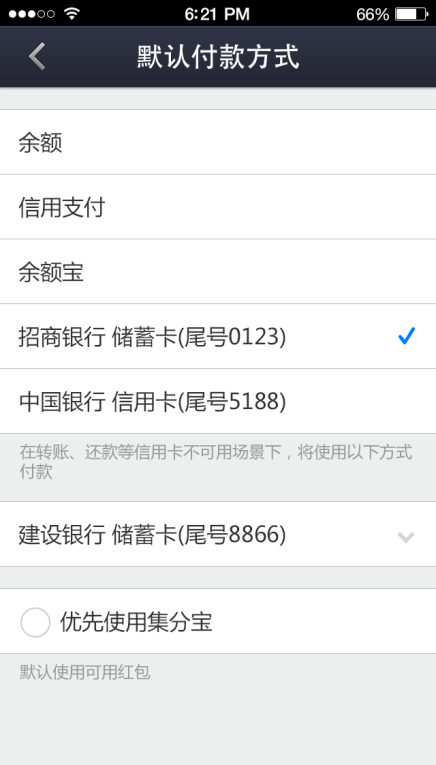 6:21 PM
66%
默认付款方式
余额
信用支付
余额宝
招商银行 储蓄卡(尾号0123)
中国银行 信用卡(尾号5188)
在转账、还款等信用卡不可用场景下，将使用以下方式
付款
建设银行 储蓄卡(尾号8866)
优先使用集分宝
默认使用可用红包